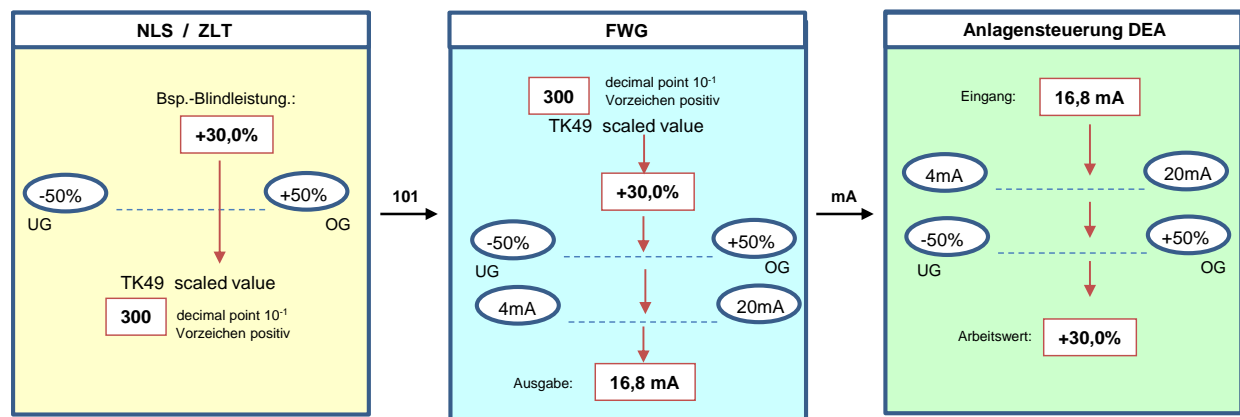 NLS / ZLT
Bsp.-Blindleistung.:
+30,0%
-50%
+50%
UG
OG
TK49 scaled value
300
decimal point 10⁻¹
Vorzeichen positiv
101
FWG
300
decimal point 10⁻¹
Vorzeichen positiv
TK49 scaled value
+30,0%
-50%
+50%
UG
OG
4mA
20mA
Ausgabe:
16,8 mA
mA
Anlagensteuerung DEA
Eingang:
16,8 mA
4mA
20mA
-50%
+50%
UG
OG
Arbeitswert:
+30,0%